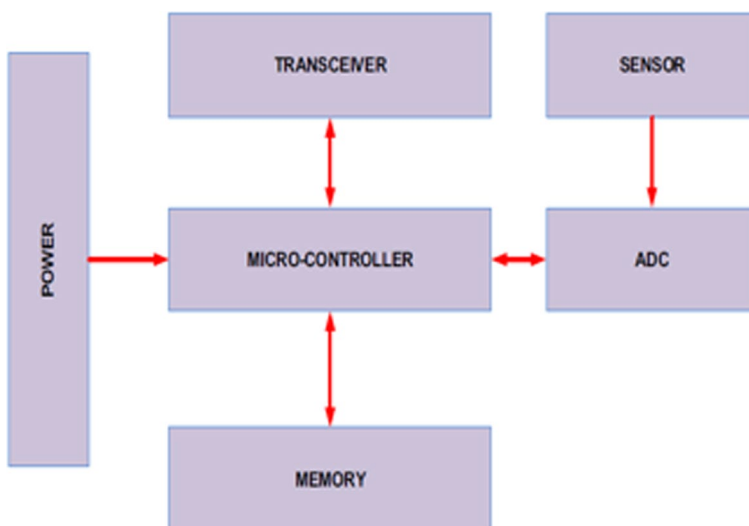 TRANSCEIVER
SENSOR
POWER
MICRO-CONTROLLER
ADC
MEMORY